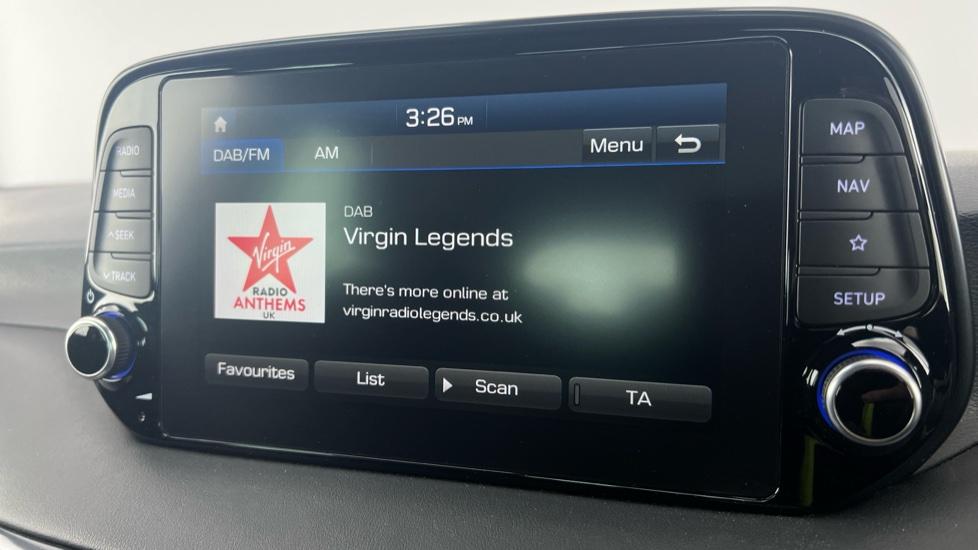 3:26 PM
DAB/FM
AM
Menu
DAB
Virgin Legends
Virgin
RADIO
ANTHEMS
UK
There's more online at
virginradiolegends.co.uk
Favourites
List
Scan
TA
RADIO
MEDIA
SEEK
TRACK
MAP
NAV
SETUP